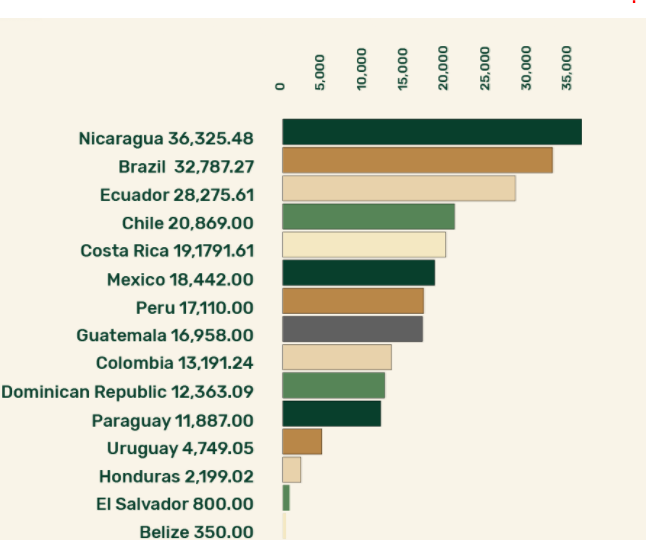 0
5,000
10,000
15,000
20,000
25,000
30,000
35,000
Nicaragua 36,325.48
Brazil 32,787.27
Ecuador 28,275.61
Chile 20,869.00
Costa Rica 19,1791.61
Mexico 18,442.00
Peru 17,110.00
Guatemala 16,958.00
Colombia 13,191.24
Dominican Republic 12,363.09
Paraguay 11,887.00
Uruguay 4,749.05
Honduras 2,199.02
El Salvador 800.00
Belize 350.00